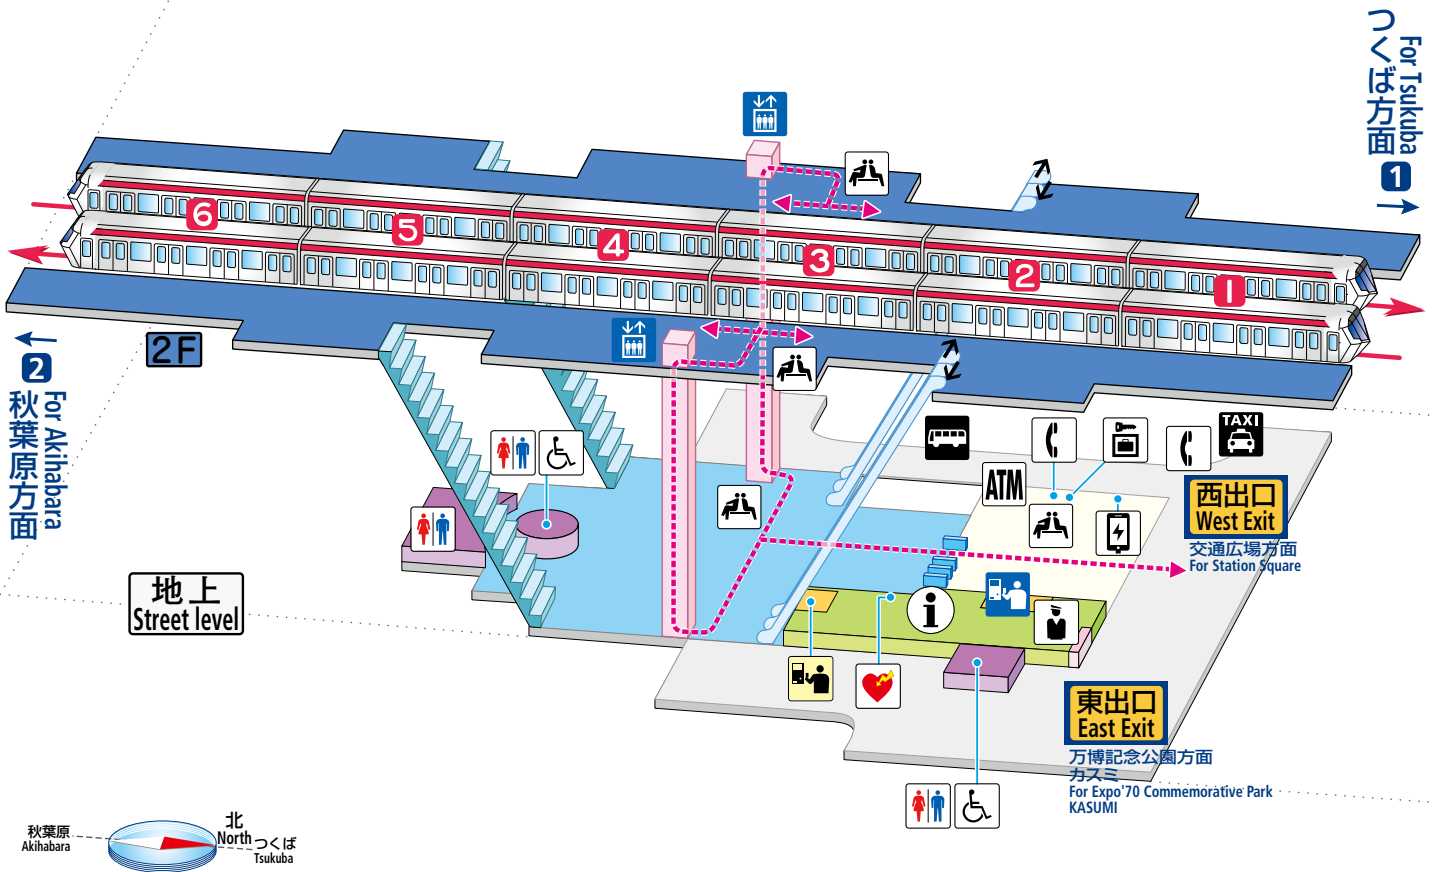 つくば方面
For Tsukuba
1
6
5
4
3
2
1
2F
2
For Akihabara
秋葉原方面
地上
Street level
ATM
TAXI
西出口
West Exit
交通広場方面
For Station Square
i
東出口
East Exit
万博記念公園方面
カスミ
For Expo'70 Commemorative Park
KASUMI
秋葉原
Akihabara
北
North
つくば
Tsukuba